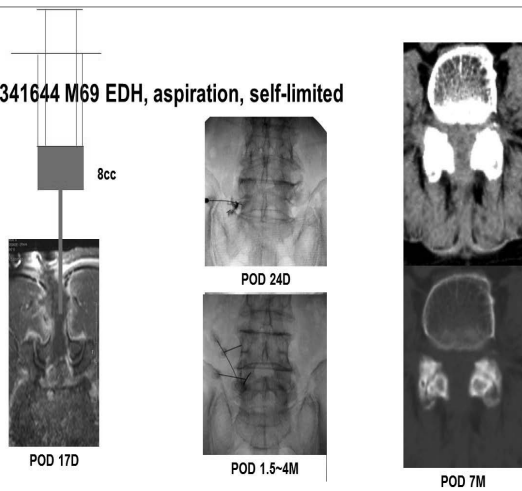 341644 M69 EDH, aspiration, self-limited
8cc
POD 24D
POD 17D
POD 1.5~4M
POD 7M